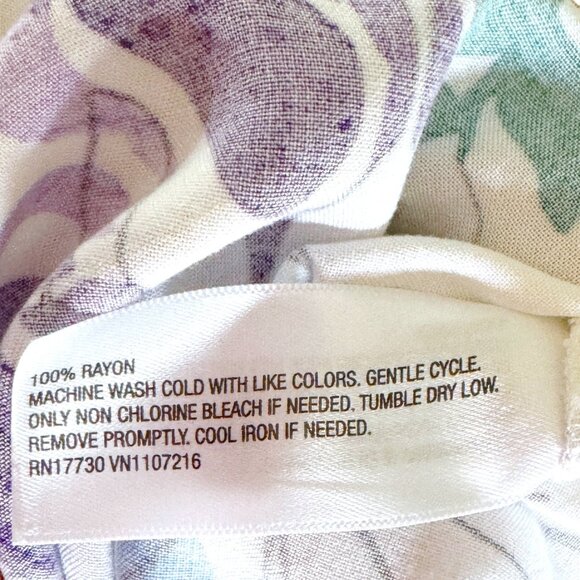 100% RAYON
MACHINE WASH COLD WITH LIKE COLORS. GENTLE CYCLE.
ONLY NON CHLORINE BLEACH IF NEEDED. TUMBLE DRY LOW.
REMOVE PROMPTLY. COOL IRON IF NEEDED.
RN17730 VN1107216